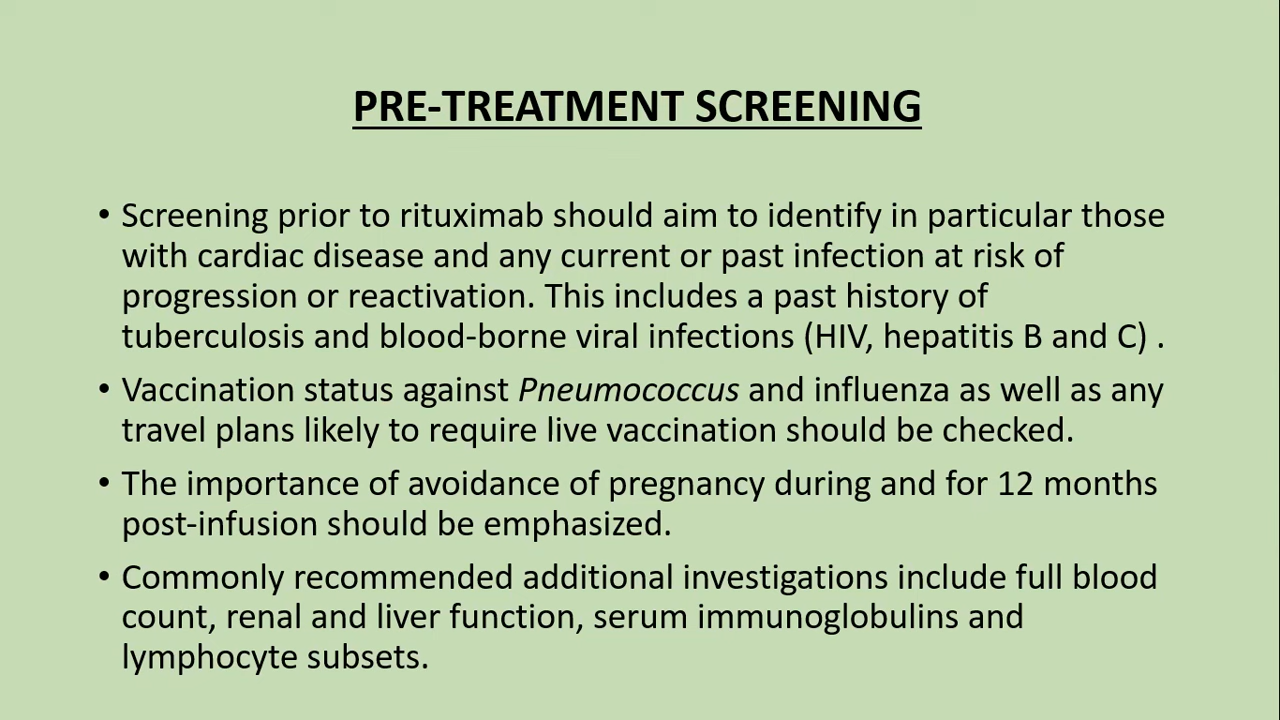 PRE-TREATMENT SCREENING
• Screening prior to rituximab should aim to identify in particular those
with cardiac disease and any current or past infection at risk of
progression or reactivation. This includes a past history of
tuberculosis and blood-borne viral infections (HIV, hepatitis B and C) .
• Vaccination status against Pneumococcus and influenza as well as any
travel plans likely to require live vaccination should be checked.
• The importance of avoidance of pregnancy during and for 12 months
post-infusion should be emphasized.
• Commonly recommended additional investigations include full blood
count, renal and liver function, serum immunoglobulins and
lymphocyte subsets.